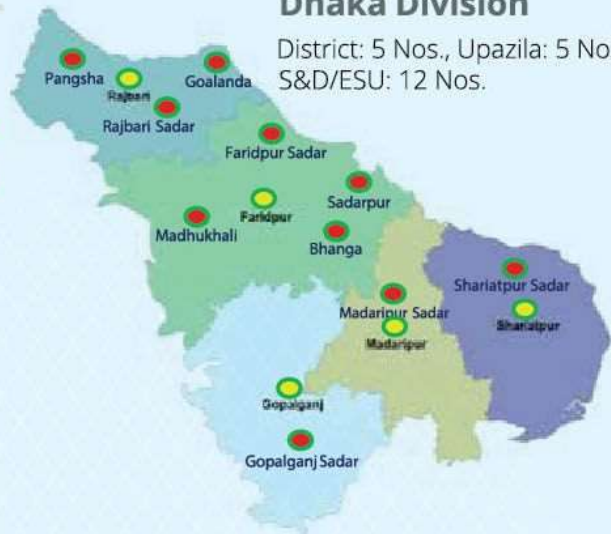 Dhaka Division
District: 5 Nos., Upazila: 5 No
S&D/ESU: 12 Nos.
Pangsha
Rajbari
Goalanda
Rajbari Sadar
Faridpur Sadar
Sadarpur
Faridpur
Madhukhali
Bhanga
Shariatpur Sadar
Madaripur Sadar
Shariatpur
Madaripur
Gopalganj
Gopalganj Sadar